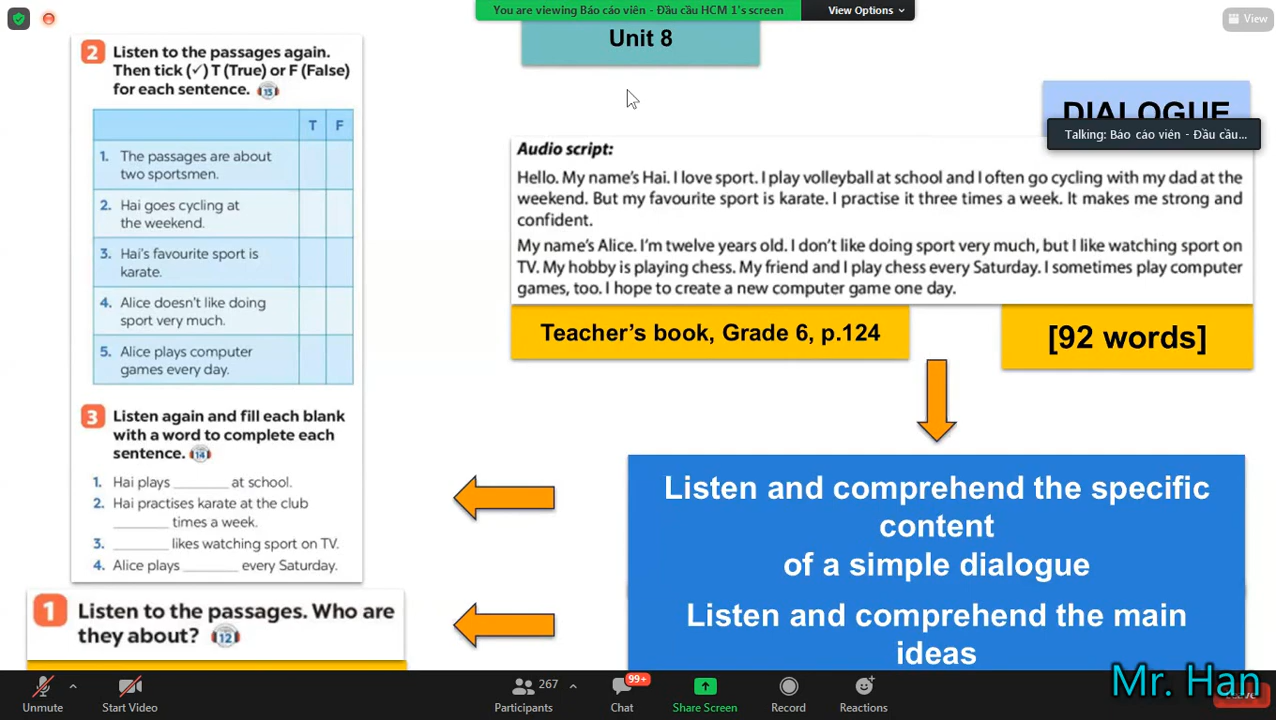 You are viewing Báo cáo viên - Đầu cầu HCM 1's screen
View Options
View
Unit 8
2 Listen to the passages again.
Then tick (✓) T (True) or F (False)
for each sentence. 15
T F
1. The passages are about
two sportsmen.
2. Hai goes cycling at
the weekend.
3. Hai's favourite sport is
karate.
4. Alice doesn't like doing
sport very much.
5. Alice plays computer
games every day.
3 Listen again and fill each blank
with a word to complete each
sentence. 14
1. Hai plays ________ at school.
2. Hai practises karate at the club
________ times a week.
3. ________ likes watching sport on TV.
4. Alice plays ________ every Saturday.
1 Listen to the passages. Who are
they about? 12
DIALOGUE
Talking: Báo cáo viên - Đầu cầu...
Audio script:
Hello. My name's Hai. I love sport. I play volleyball at school and I often go cycling with my dad at the
weekend. But my favourite sport is karate. I practise it three times a week. It makes me strong and
confident.
My name's Alice. I'm twelve years old. I don't like doing sport very much, but I like watching sport on
TV. My hobby is playing chess. My friend and I play chess every Saturday. I sometimes play computer
games, too. I hope to create a new computer game one day.
Teacher's book, Grade 6, p.124
[92 words]
Listen and comprehend the specific
content
of a simple dialogue
Listen and comprehend the main
ideas
Mr. Han
Unmute
Start Video
267
Participants
99+
Chat
Share Screen
Record
Reactions